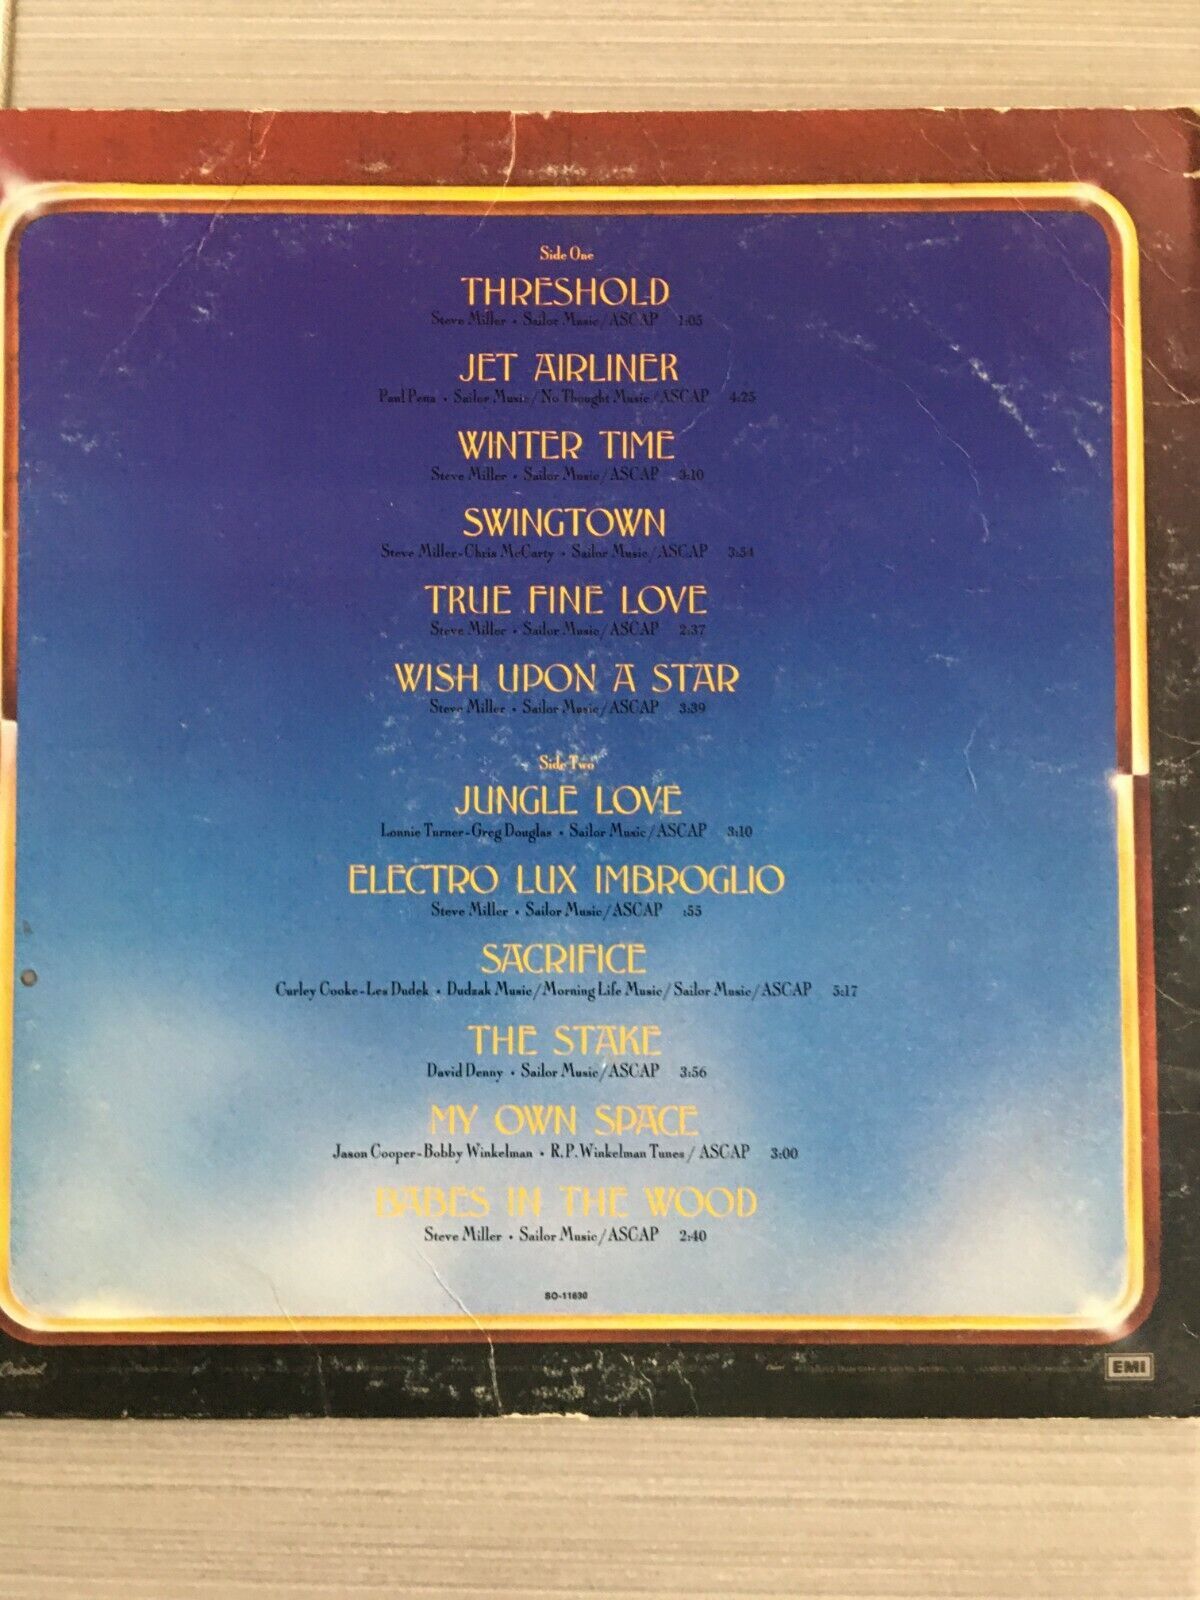 Side One
THRESHOLD
Steve Miller • Sailor Music/ASCAP 1:05
JET AIRLINER
Paul Pena • Sailor Music/No Thought Music/ASCAP 4:25
WINTER TIME
Steve Miller • Sailor Music/ASCAP 3:10
SWINGTOWN
Steve Miller-Chris McCarty • Sailor Music/ASCAP 3:54
TRUE FINE LOVE
Steve Miller • Sailor Music/ASCAP 2:37
WISH UPON A STAR
Steve Miller • Sailor Music/ASCAP 3:39
Side Two
JUNGLE LOVE
Lonnie Turner-Greg Douglas • Sailor Music/ASCAP 3:10
ELECTRO LUX IMBROGLIO
Steve Miller • Sailor Music/ASCAP :55
SACRIFICE
Curley Cooke-Les Dudek • Dudzak Music/Morning Life Music/Sailor Music/ASCAP 5:17
THE STAKE
David Denny • Sailor Music/ASCAP 3:56
MY OWN SPACE
Jason Cooper-Bobby Winkelman • R.P. Winkelman Tunes/ASCAP 3:00
BABES IN THE WOOD
Steve Miller • Sailor Music/ASCAP 2:40
SO-11630
Capitol
EMI